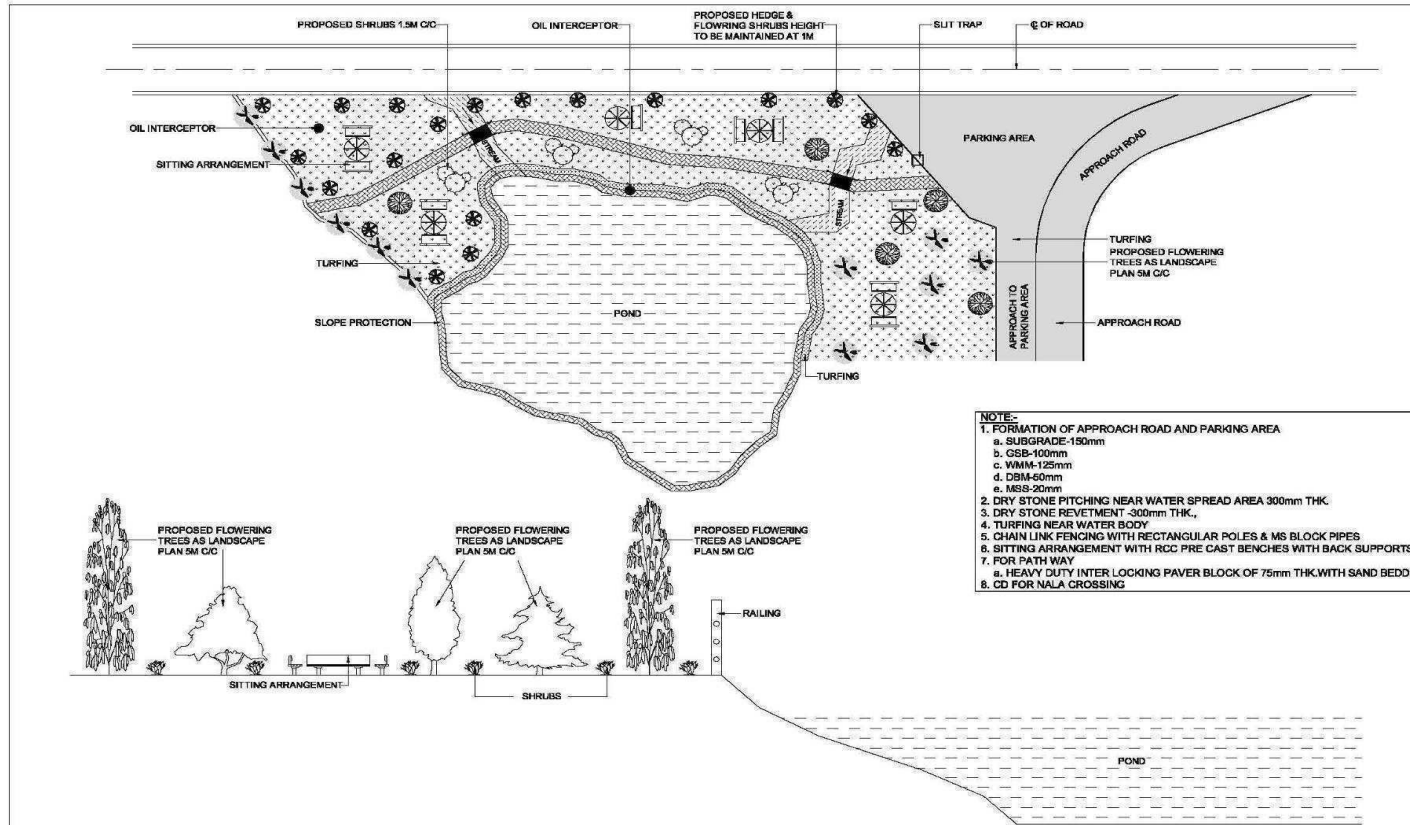 PROPOSED SHRUBS 1.5M C/C
OIL INTERCEPTOR
PROPOSED HEDGE &
FLOWRING SHRUBS HEIGHT
TO BE MAINTAINED AT 1M
SLIT TRAP
℄ OF ROAD
OIL INTERCEPTOR
SITTING ARRANGEMENT
STREAM
STREAM
PARKING AREA
APPROACH ROAD
TURFING
SLOPE PROTECTION
POND
TURFING
TURFING
PROPOSED FLOWERING
TREES AS LANDSCAPE
PLAN 5M C/C
APPROACH TO
PARKING AREA
APPROACH ROAD
NOTE:-
1. FORMATION OF APPROACH ROAD AND PARKING AREA
a. SUBGRADE-150mm
b. GSB-100mm
c. WMM-125mm
d. DBM-50mm
e. MSS-20mm
2. DRY STONE PITCHING NEAR WATER SPREAD AREA 300mm THK.
3. DRY STONE REVETMENT -300mm THK.,
4. TURFING NEAR WATER BODY
5. CHAIN LINK FENCING WITH RECTANGULAR POLES & MS BLOCK PIPES
6. SITTING ARRANGEMENT WITH RCC PRE CAST BENCHES WITH BACK SUPPORTS
7. FOR PATH WAY
a. HEAVY DUTY INTER LOCKING PAVER BLOCK OF 75mm THK.WITH SAND BEDD
8. CD FOR NALA CROSSING
PROPOSED FLOWERING
TREES AS LANDSCAPE
PLAN 5M C/C
PROPOSED FLOWERING
TREES AS LANDSCAPE
PLAN 5M C/C
PROPOSED FLOWERING
TREES AS LANDSCAPE
PLAN 5M C/C
RAILING
SITTING ARRANGEMENT
SHRUBS
POND